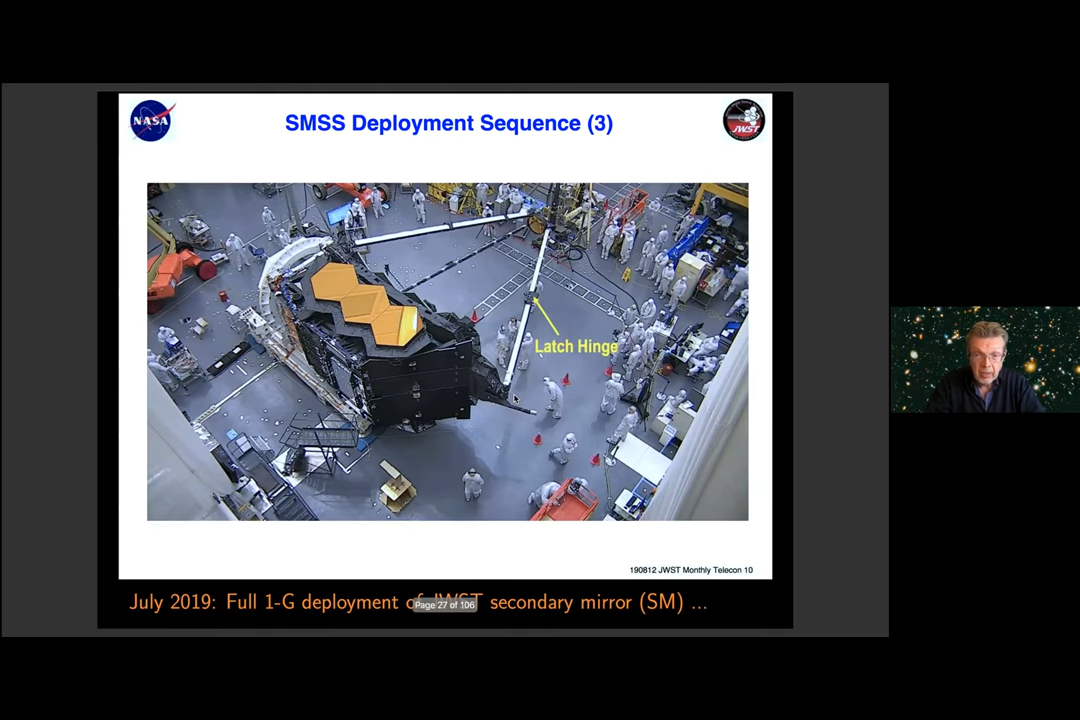 NASA
SMSS Deployment Sequence (3)
JWST
Latch Hinge
190812 JWST Monthly Telecon 10
July 2019: Full 1-G deployment of JWST secondary mirror (SM) ...
Page 27 of 106